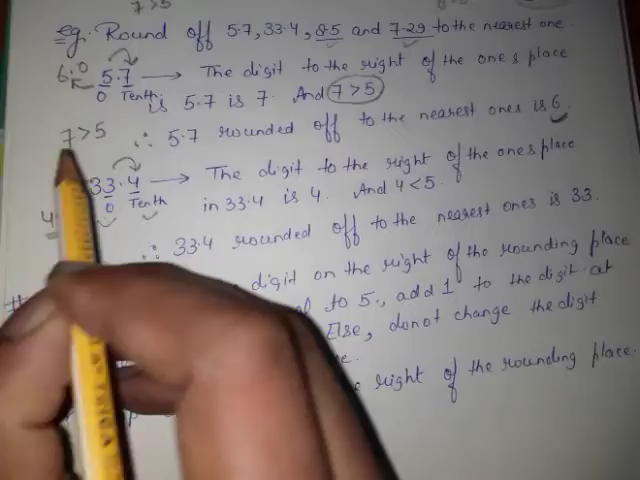 7>5
eg. Round off 5.7, 33.4, 8.5 and 7.29 to the nearest one.
6.0 5.7 → The digit to the right of the one's place
O Tenth is 5.7 is 7. And 7>5
7>5 ∴ 5.7 rounded off to the nearest ones is 6.
33.4 → The digit to the right of the ones place
O Tenth in 33.4 is 4. And 4<5.
4 ∴ 33.4 rounded off to the nearest ones is 33.
digit on the right of the rounding place
to 5, add 1 to the digit at
Else, do not change the digit
right of the rounding place.